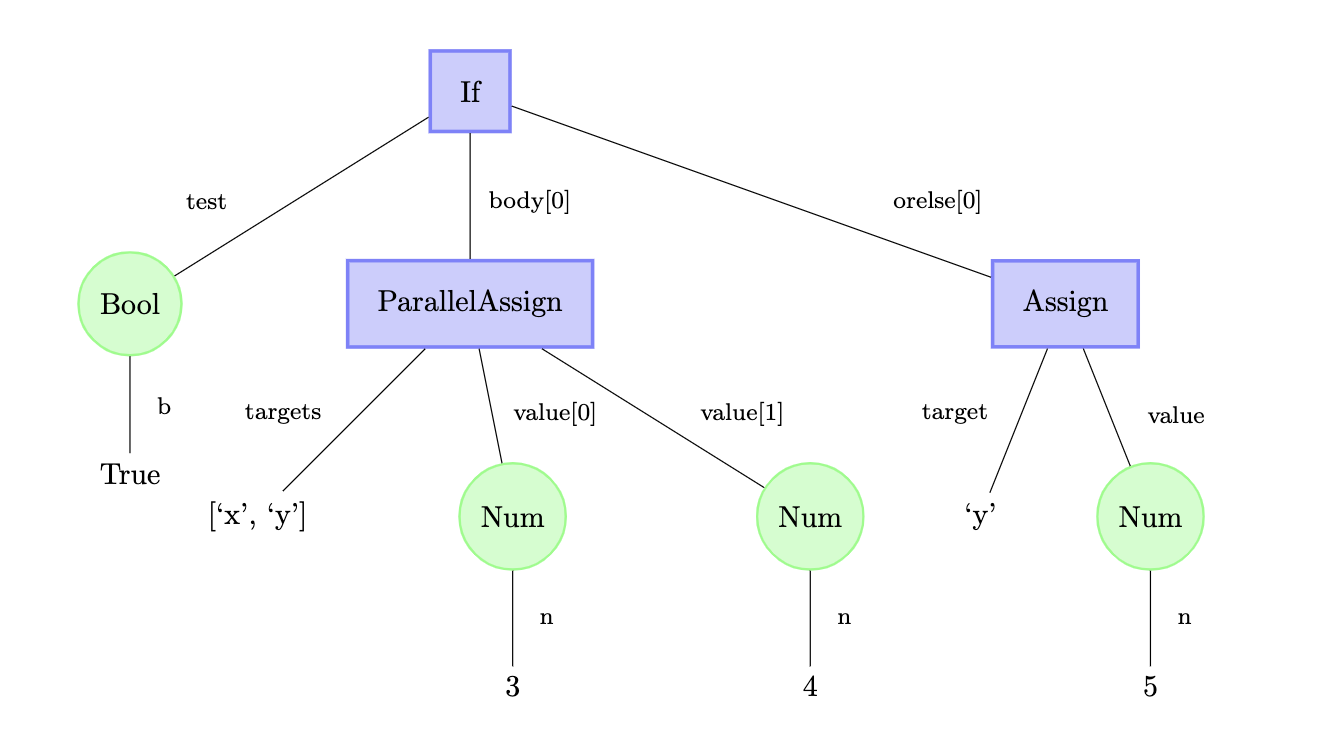 If
test
body[0]
orelse[0]
Bool
ParallelAssign
Assign
b
targets
value[0]
value[1]
target
value
True
[‘x’, ‘y’]
Num
Num
‘y’
Num
n
n
n
3
4
5